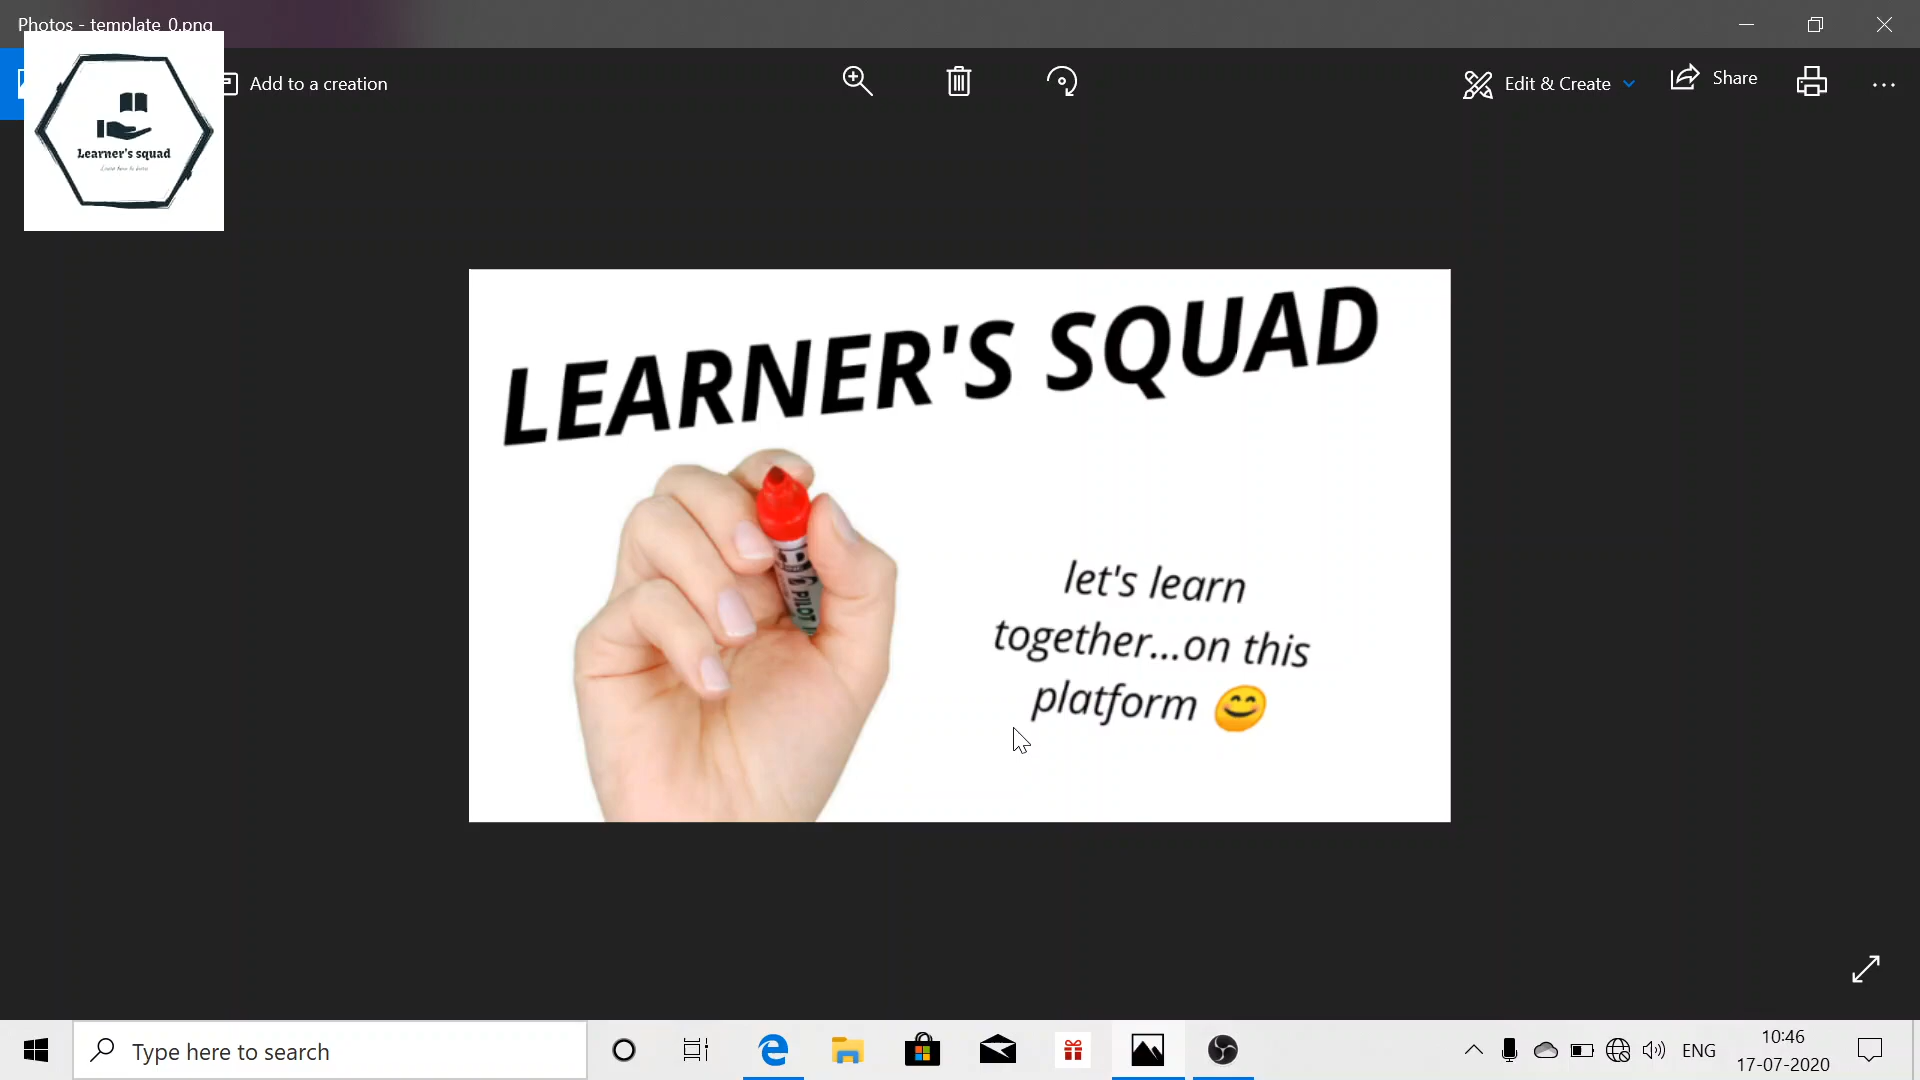 Photos - template_0.png
Add to a creation
Edit & Create
Share
Learner's squad
LEARNER'S SQUAD
PILOT
let's learn
together...on this
platform 😊
Type here to search
ENG
10:46
17-07-2020